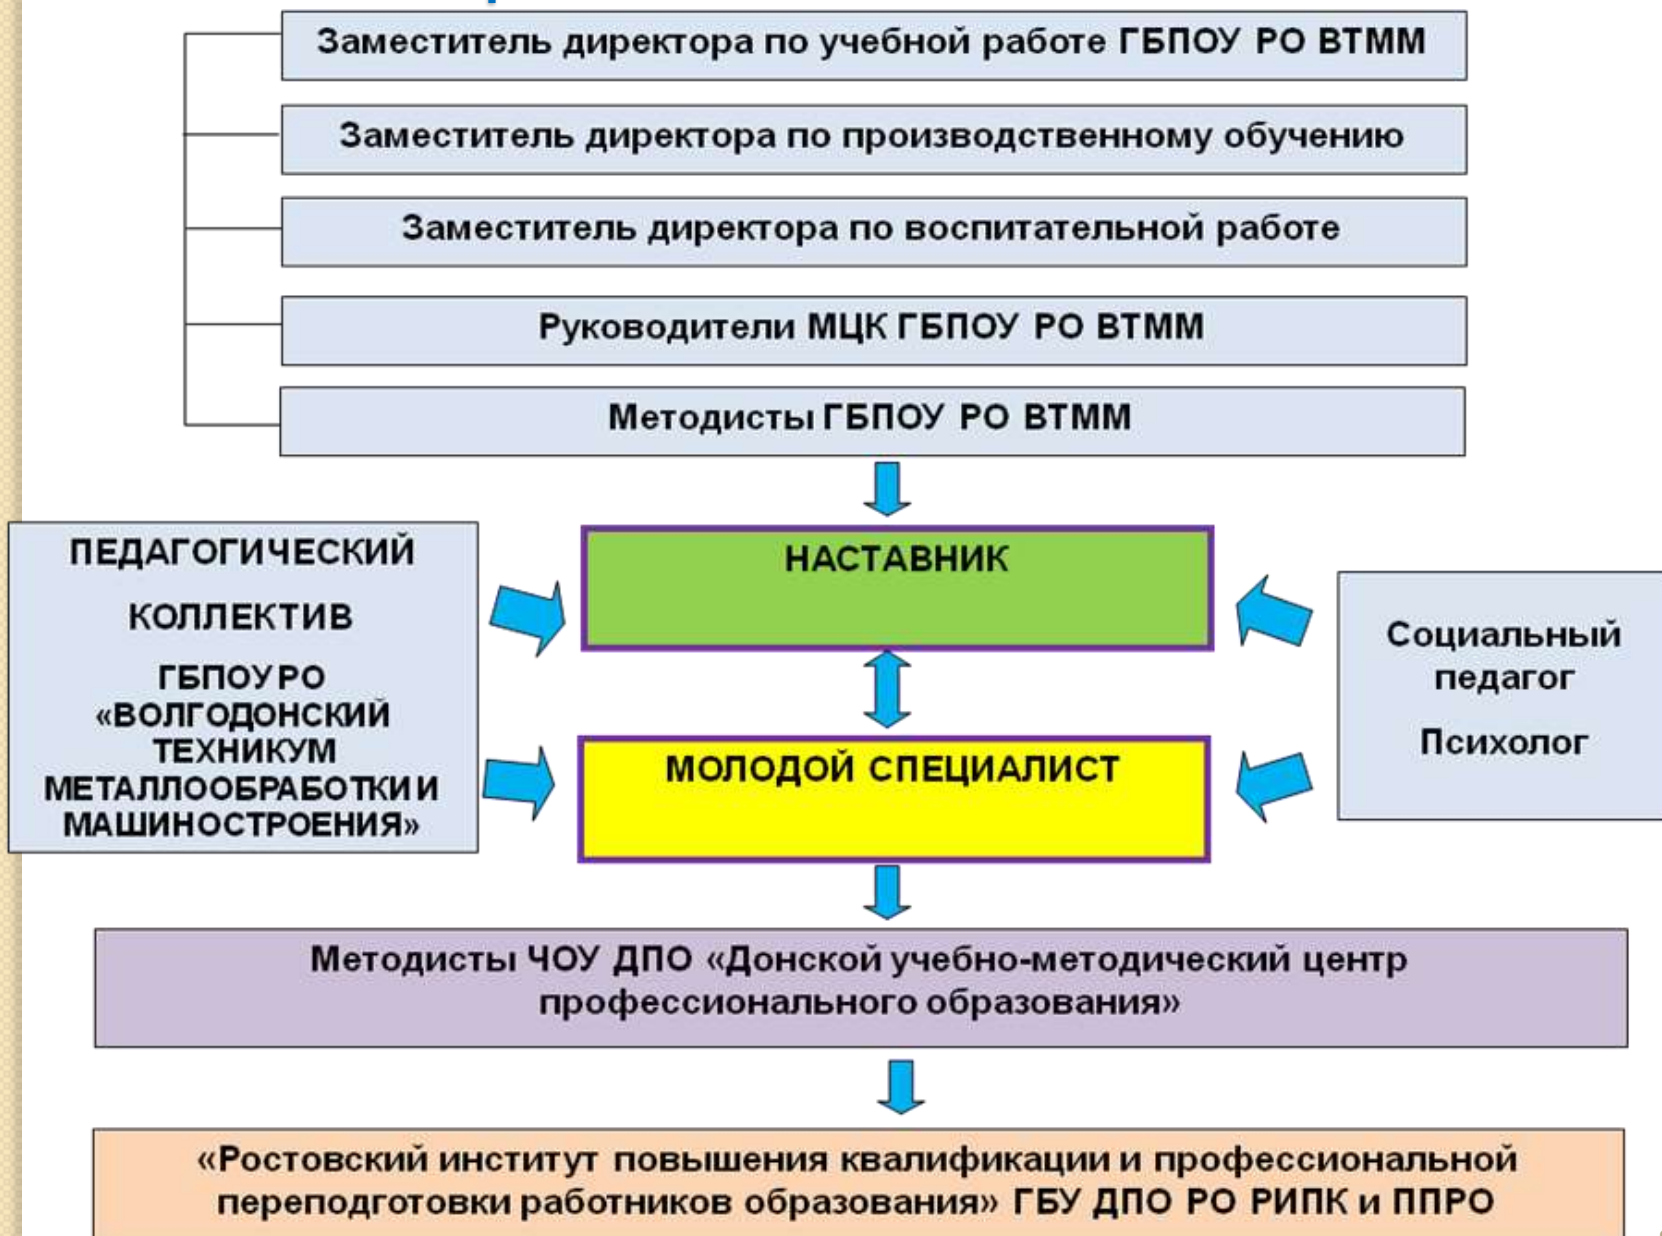 Заместитель директора по учебной работе ГБПОУ РО ВТММ
Заместитель директора по производственному обучению
Заместитель директора по воспитательной работе
Руководители МЦК ГБПОУ РО ВТММ
Методисты ГБПОУ РО ВТММ
ПЕДАГОГИЧЕСКИЙ
КОЛЛЕКТИВ
ГБПОУ РО
«ВОЛГОДОНСКИЙ
ТЕХНИКУМ
МЕТАЛЛООБРАБОТКИ И
МАШИНОСТРОЕНИЯ»
НАСТАВНИК
МОЛОДОЙ СПЕЦИАЛИСТ
Социальный
педагог
Психолог
Методисты ЧОУ ДПО «Донской учебно-методический центр
профессионального образования»
«Ростовский институт повышения квалификации и профессиональной
переподготовки работников образования» ГБУ ДПО РО РИПК и ППРО